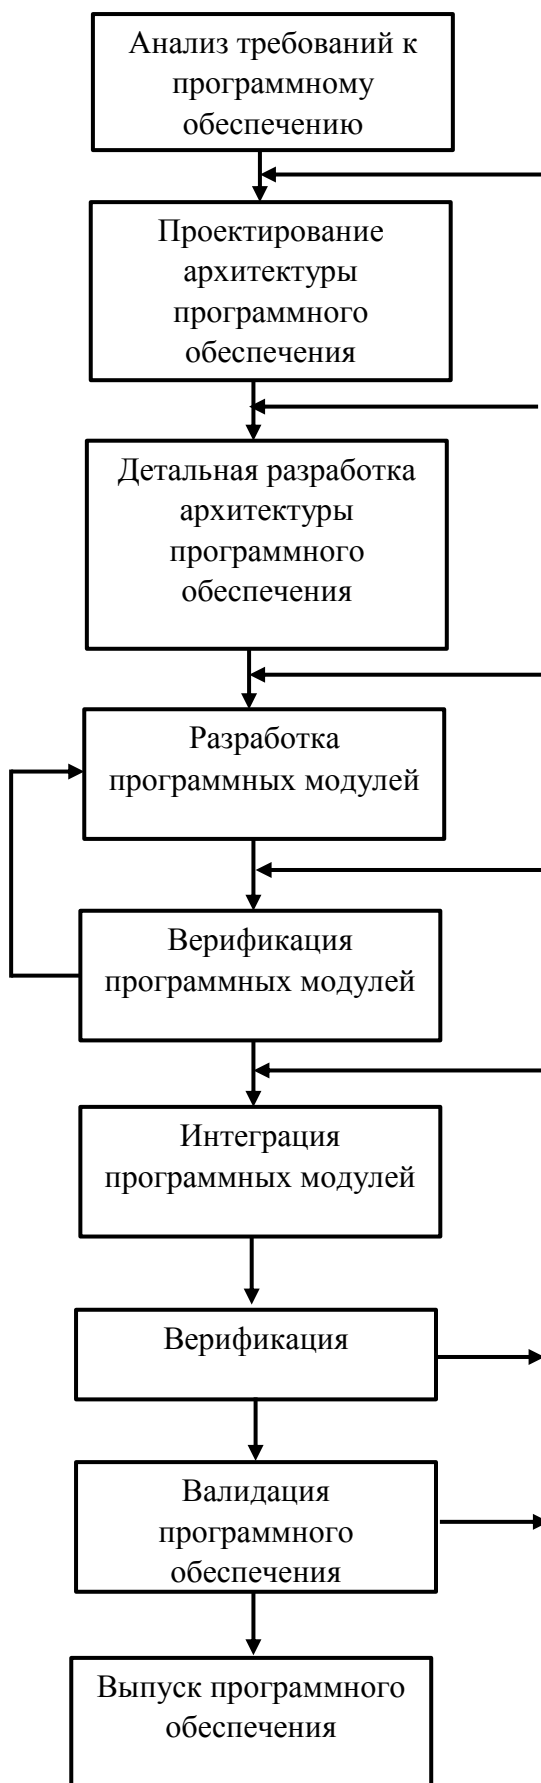 Анализ требований к
программному
обеспечению
Проектирование
архитектуры
программного
обеспечения
Детальная разработка
архитектуры
программного
обеспечения
Разработка
программных модулей
Верификация
программных модулей
Интеграция
программных модулей
Верификация
Валидация
программного
обеспечения
Выпуск программного
обеспечения